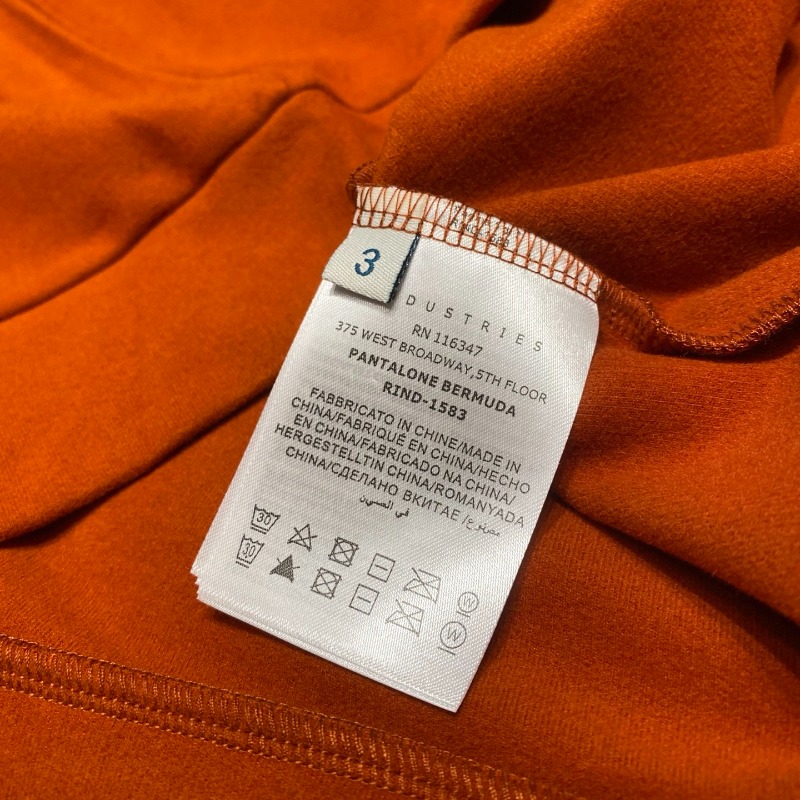 3
DUSTRIES
RN 116347
375 WEST BROADWAY,5TH FLOOR
PANTALONE BERMUDA
RIND-1583
FABBRICATO IN CHINE/MADE IN
CHINA/FABRIQUÉ EN CHINA/HECHO
EN CHINA/FABRICADO NA CHINA/
HERGESTELLTIN CHINA/ROMANYADA
CHINA/СДЕЛАНО ВКИТАЕ/مصنوع
في الصين
30
30
W
W